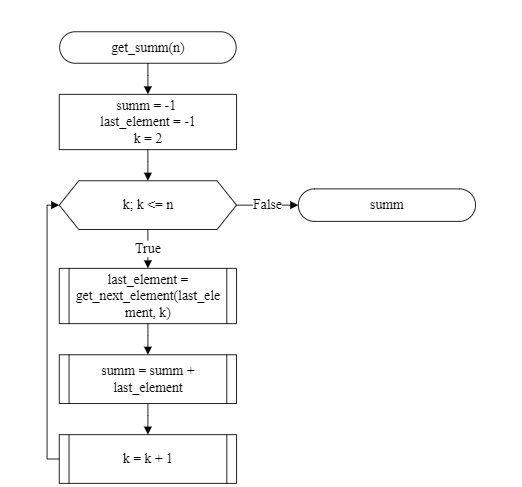 get_summ(n)
summ = -1
last_element = -1
k = 2
k; k <= n
False
summ
True
last_element =
get_next_element(last_ele
ment, k)
summ = summ +
last_element
k = k + 1